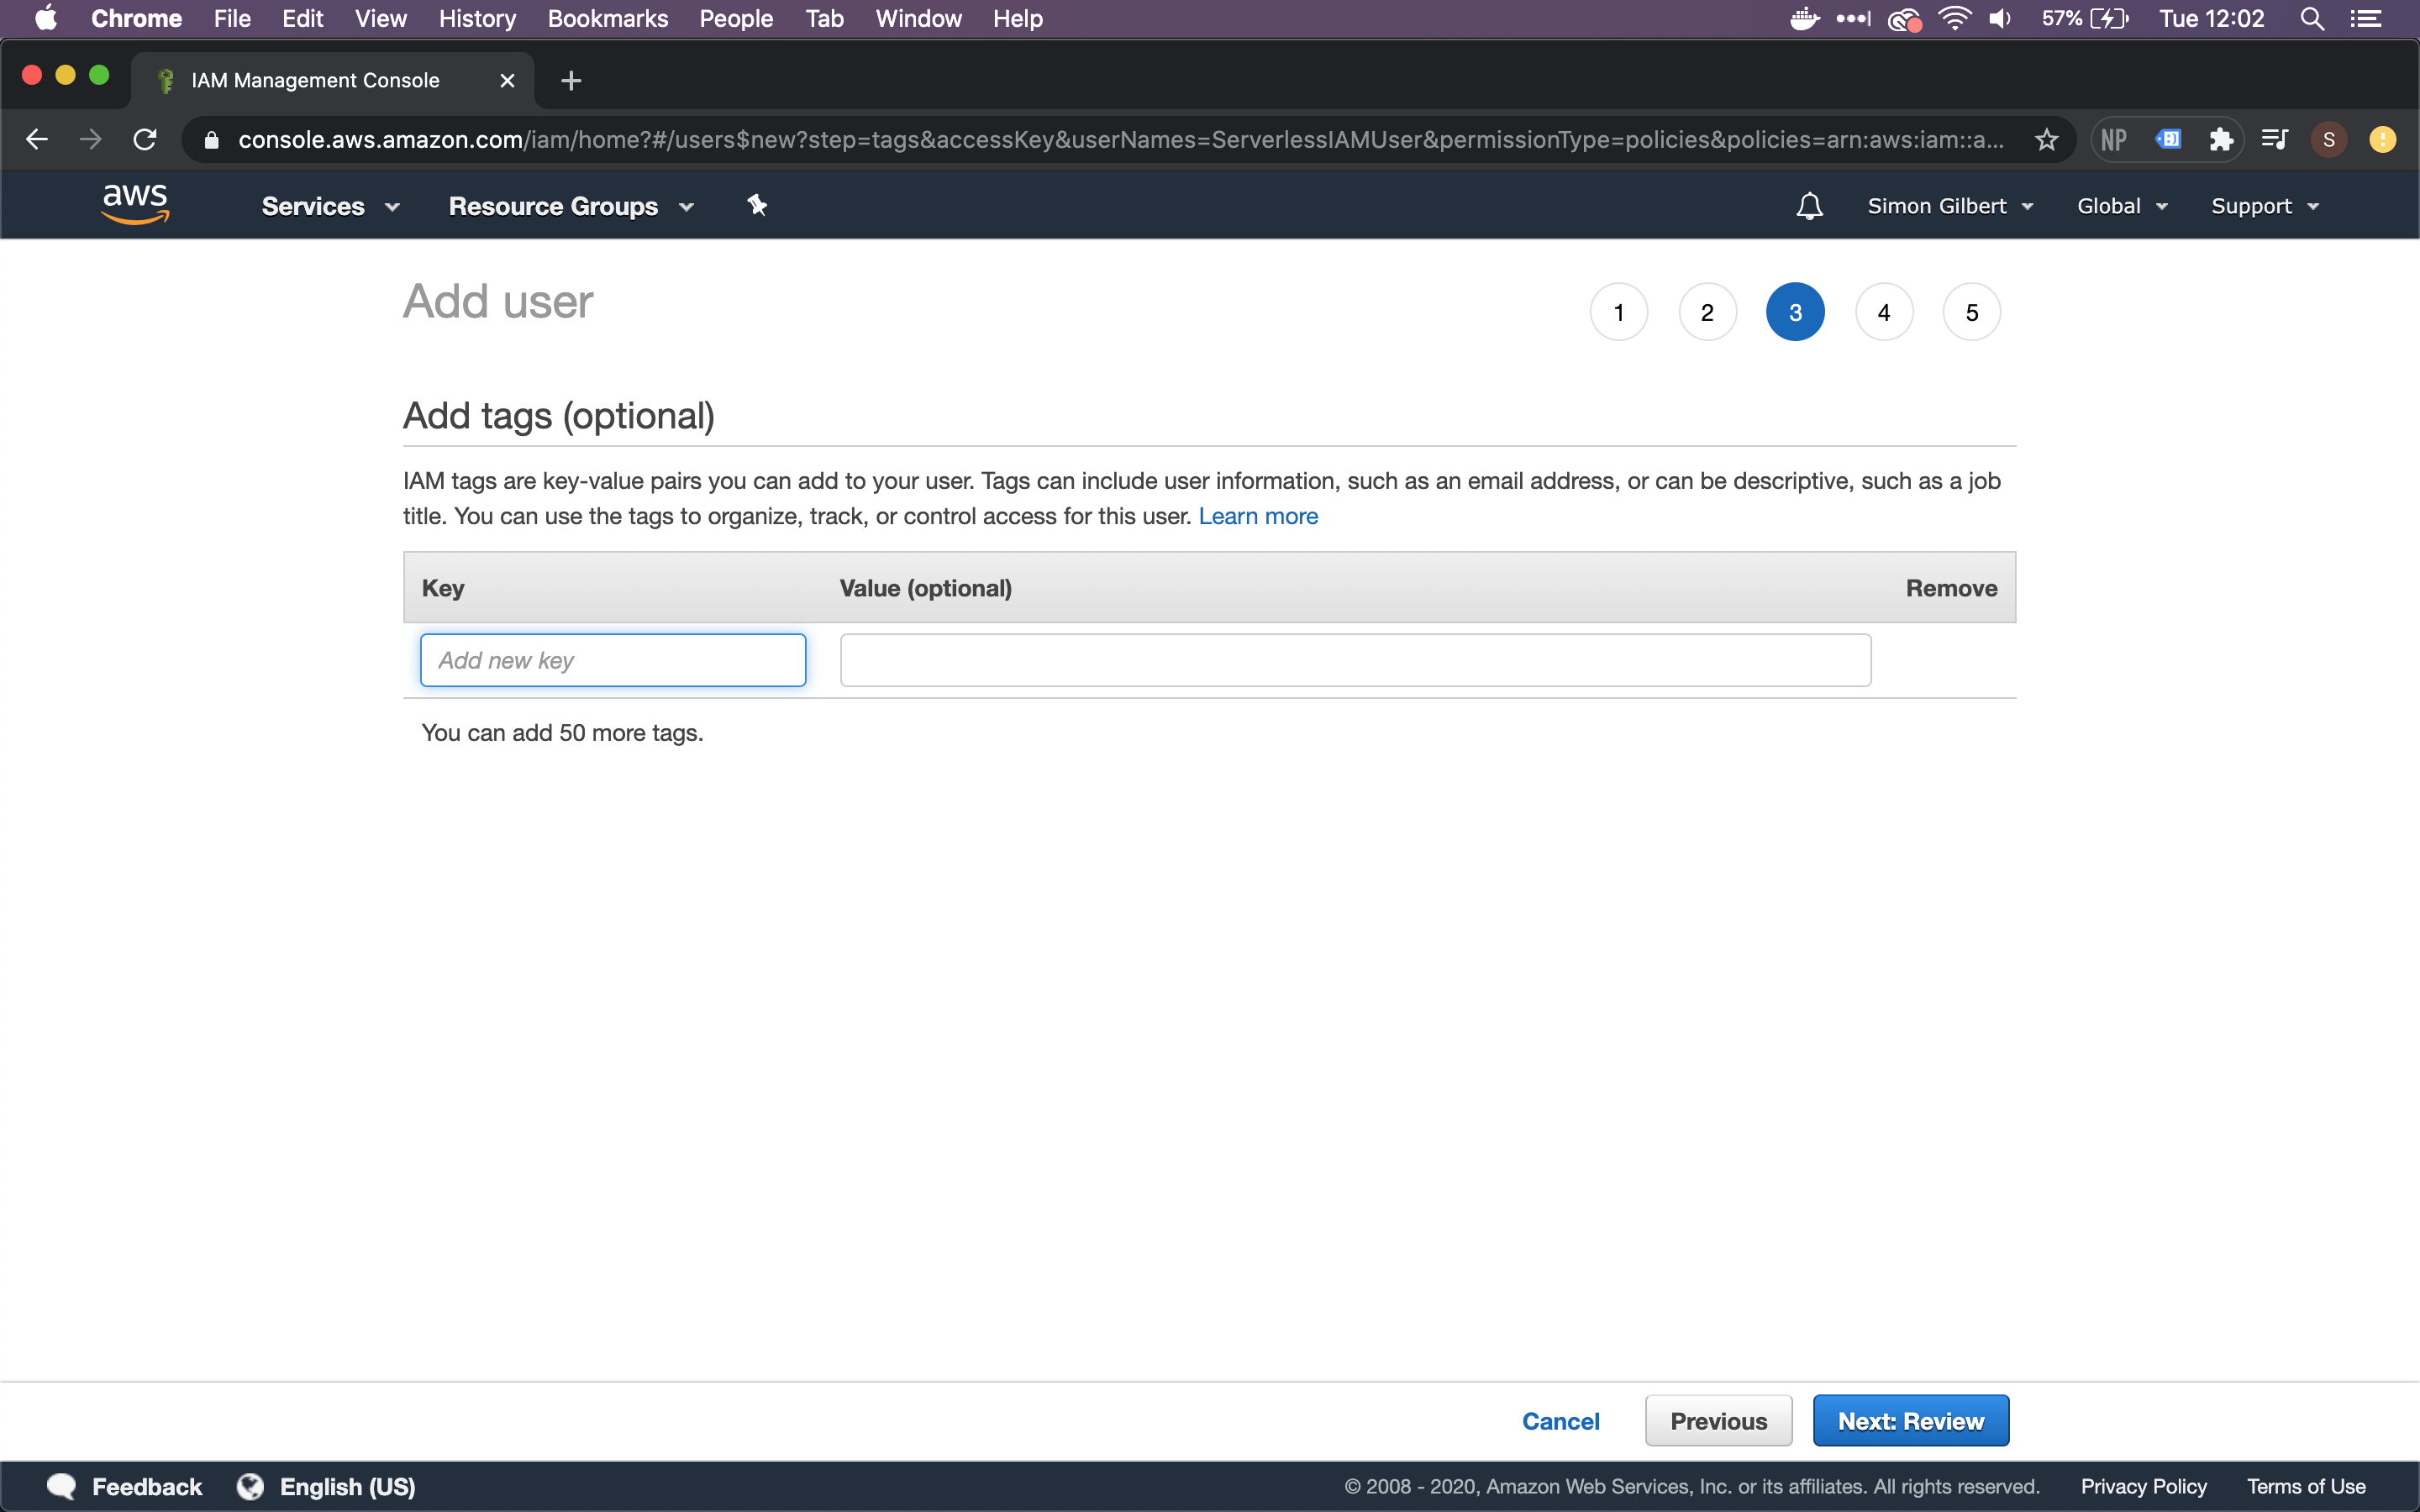 Chrome File Edit View History Bookmarks People Tab Window Help 57% Tue 12:02
IAM Management Console
console.aws.amazon.com/iam/home?#/users$new?step=tags&accessKey&userNames=ServerlessIAMUser&permissionType=policies&policies=arn:aws:iam::a... NP S
aws Services Resource Groups Simon Gilbert Global Support
Add user 1 2 3 4 5
Add tags (optional)
IAM tags are key-value pairs you can add to your user. Tags can include user information, such as an email address, or can be descriptive, such as a job
title. You can use the tags to organize, track, or control access for this user. Learn more
Key Value (optional) Remove
Add new key
You can add 50 more tags.
Cancel Previous Next: Review
Feedback English (US) © 2008 - 2020, Amazon Web Services, Inc. or its affiliates. All rights reserved. Privacy Policy Terms of Use